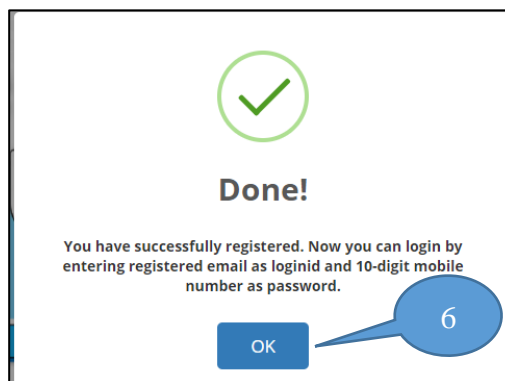 Done!
You have successfully registered. Now you can login by
entering registered email as loginid and 10-digit mobile
number as password.
6
OK